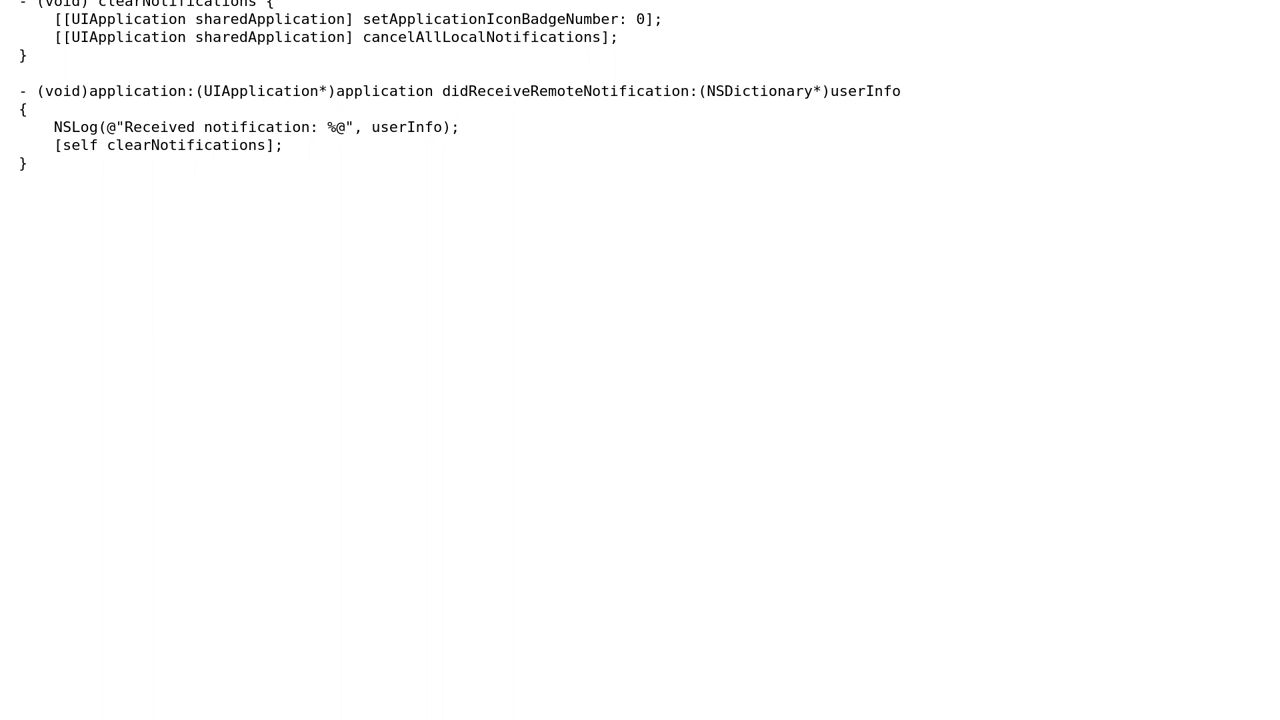 - (void) clearNotifications {
    [[UIApplication sharedApplication] setApplicationIconBadgeNumber: 0];
    [[UIApplication sharedApplication] cancelAllLocalNotifications];
}

- (void)application:(UIApplication*)application didReceiveRemoteNotification:(NSDictionary*)userInfo
{
    NSLog(@"Received notification: %@", userInfo);
    [self clearNotifications];
}